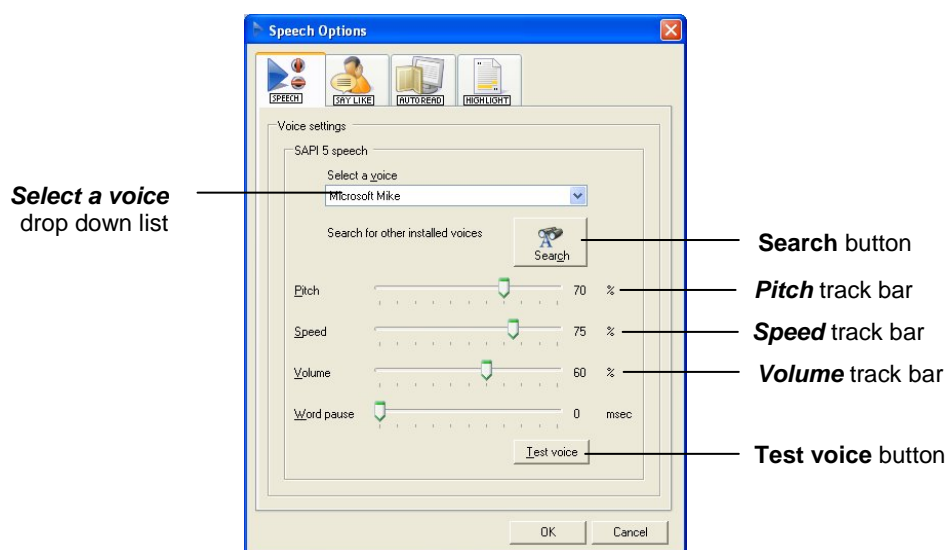 Speech Options
SPEECH
SAY LIKE
AUTOREAD
HIGHLIGHT
Voice settings
SAPI 5 speech
Select a voice
Microsoft Mike
Select a voice
drop down list
Search for other installed voices
Search
Search button
Pitch 70 %
Pitch track bar
Speed 75 %
Speed track bar
Volume 60 %
Volume track bar
Word pause 0 msec
Test voice
Test voice button
OK Cancel